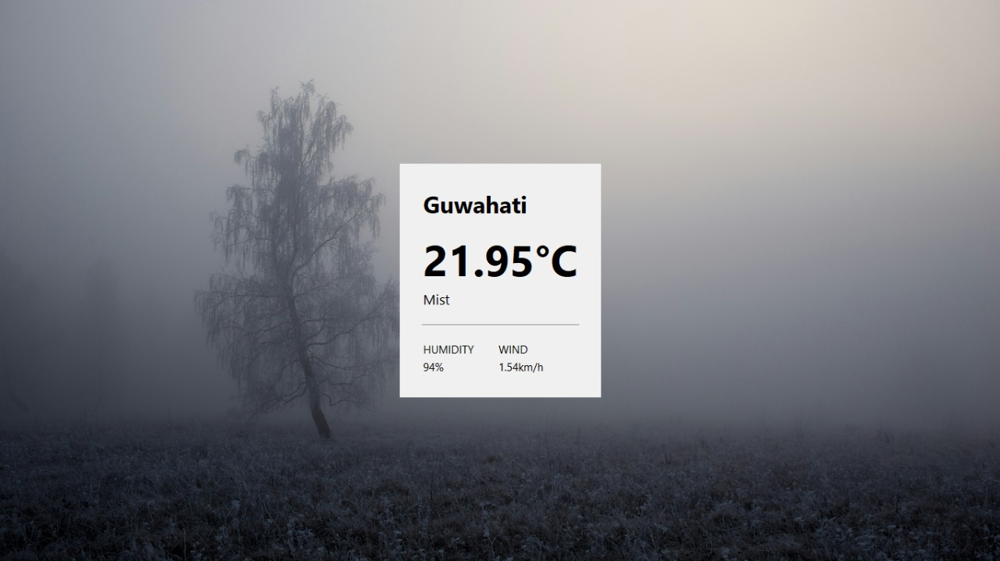 Guwahati
21.95°C
Mist
HUMIDITY WIND
94% 1.54km/h